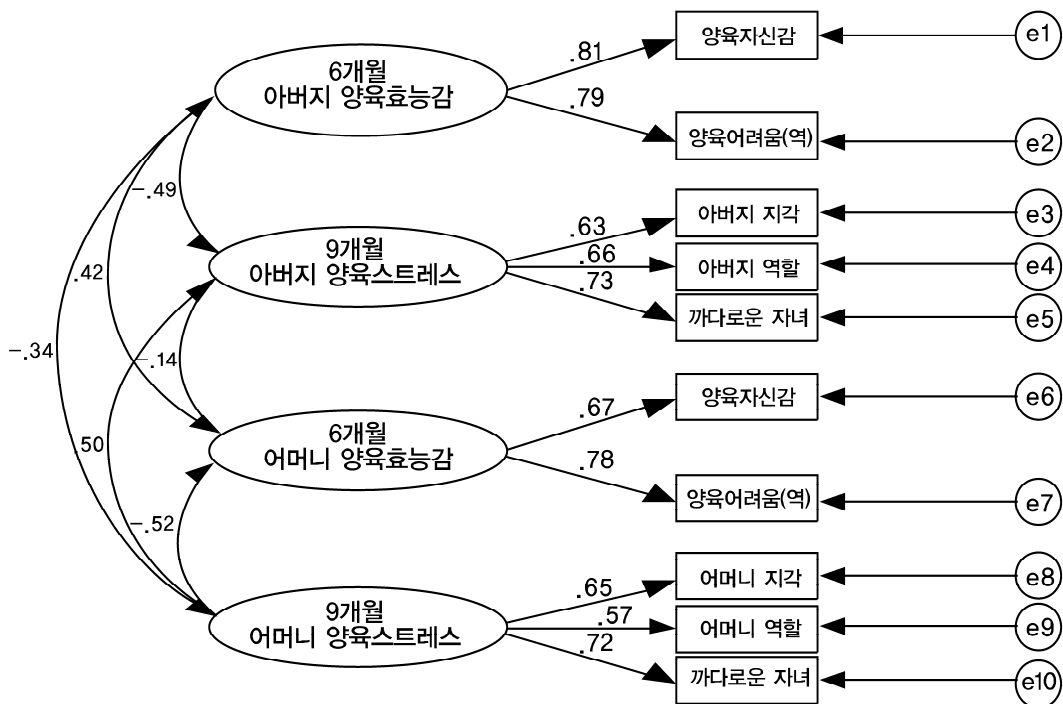 양육자신감
e1
.81
6개월
아버지 양육효능감
.79
양육어려움(역)
e2
-.49
아버지 지각
e3
.63
9개월
아버지 양육스트레스
.66
아버지 역할
e4
.42
.73
까다로운 자녀
e5
-.34
-.14
양육자신감
e6
.67
6개월
어머니 양육효능감
.50
.78
양육어려움(역)
e7
-.52
어머니 지각
e8
.65
9개월
어머니 양육스트레스
.57
어머니 역할
e9
.72
까다로운 자녀
e10